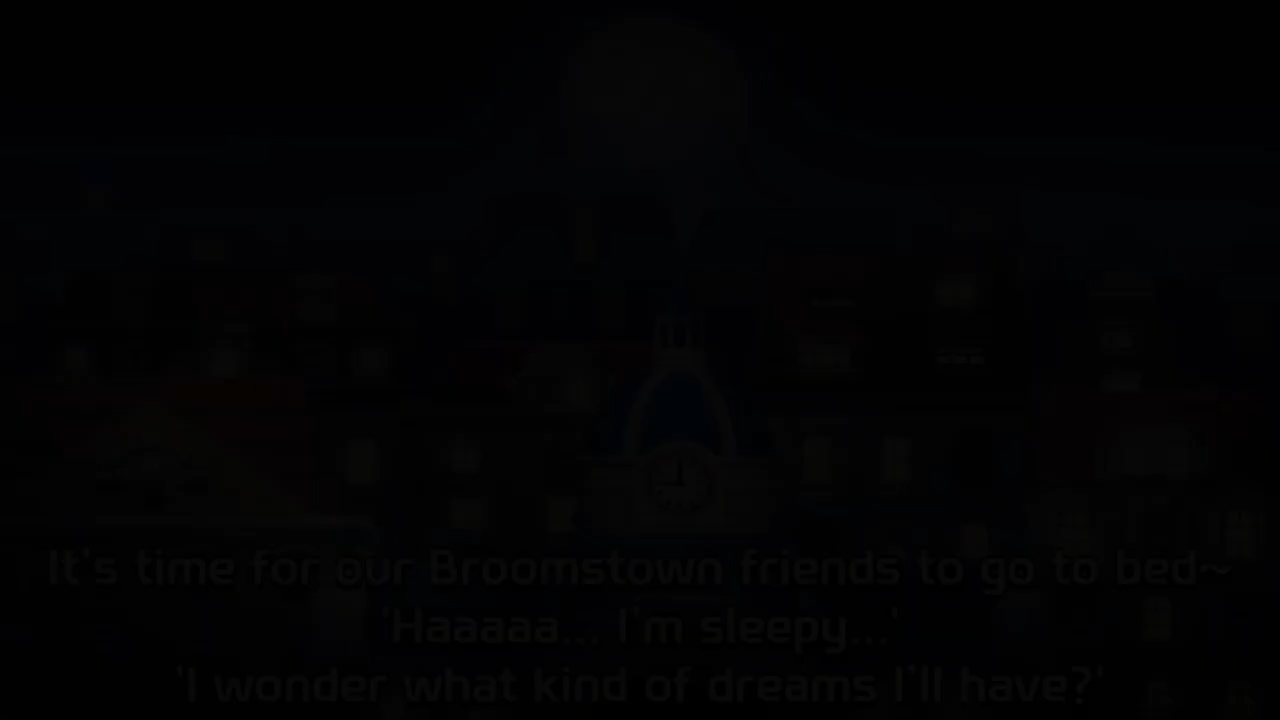 It's time for our Broomstown friends to go to bed~
'Haaaaa... I'm sleepy...'
'I wonder what kind of dreams I'll have?'